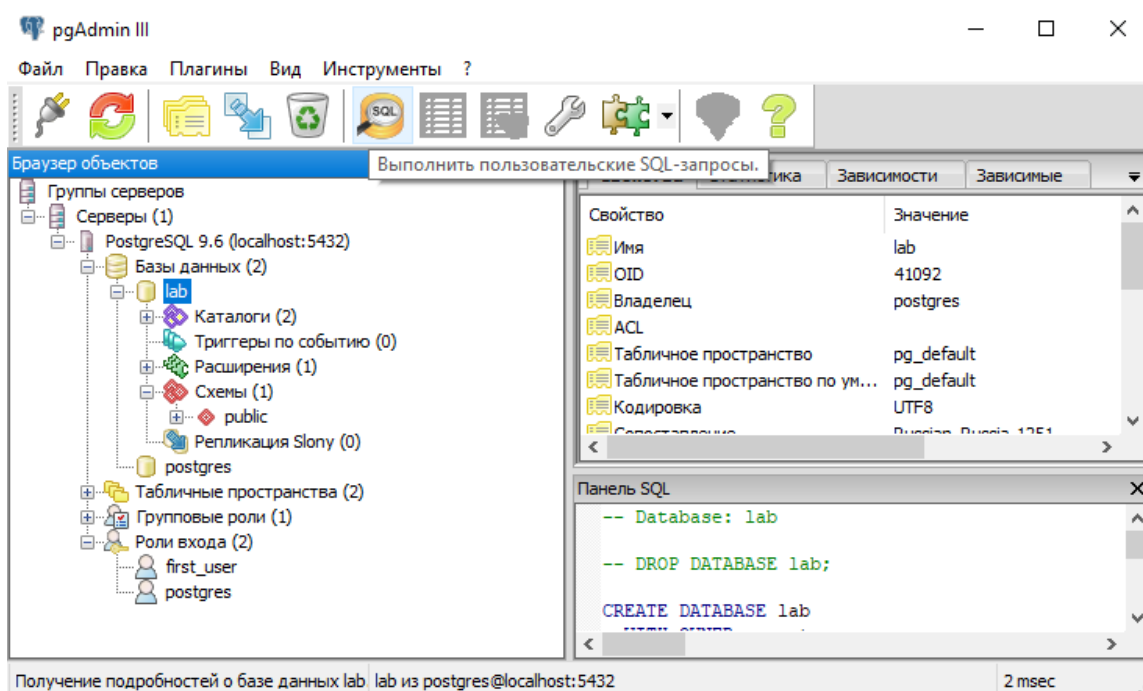 pgAdmin III
Файл Правка Плагины Вид Инструменты ?
SQL
Выполнить пользовательские SQL-запросы.
Браузер объектов
Группы серверов
Серверы (1)
PostgreSQL 9.6 (localhost:5432)
Базы данных (2)
lab
Каталоги (2)
Триггеры по событию (0)
Расширения (1)
Схемы (1)
public
Репликация Slony (0)
postgres
Табличные пространства (2)
Групповые роли (1)
Роли входа (2)
first_user
postgres
Зависимости Зависимые
Свойство Значение
Имя lab
OID 41092
Владелец postgres
ACL
Табличное пространство pg_default
Табличное пространство по ум... pg_default
Кодировка UTF8
Панель SQL
-- Database: lab
-- DROP DATABASE lab;
CREATE DATABASE lab
Получение подробностей о базе данных lab lab из postgres@localhost:5432 2 msec